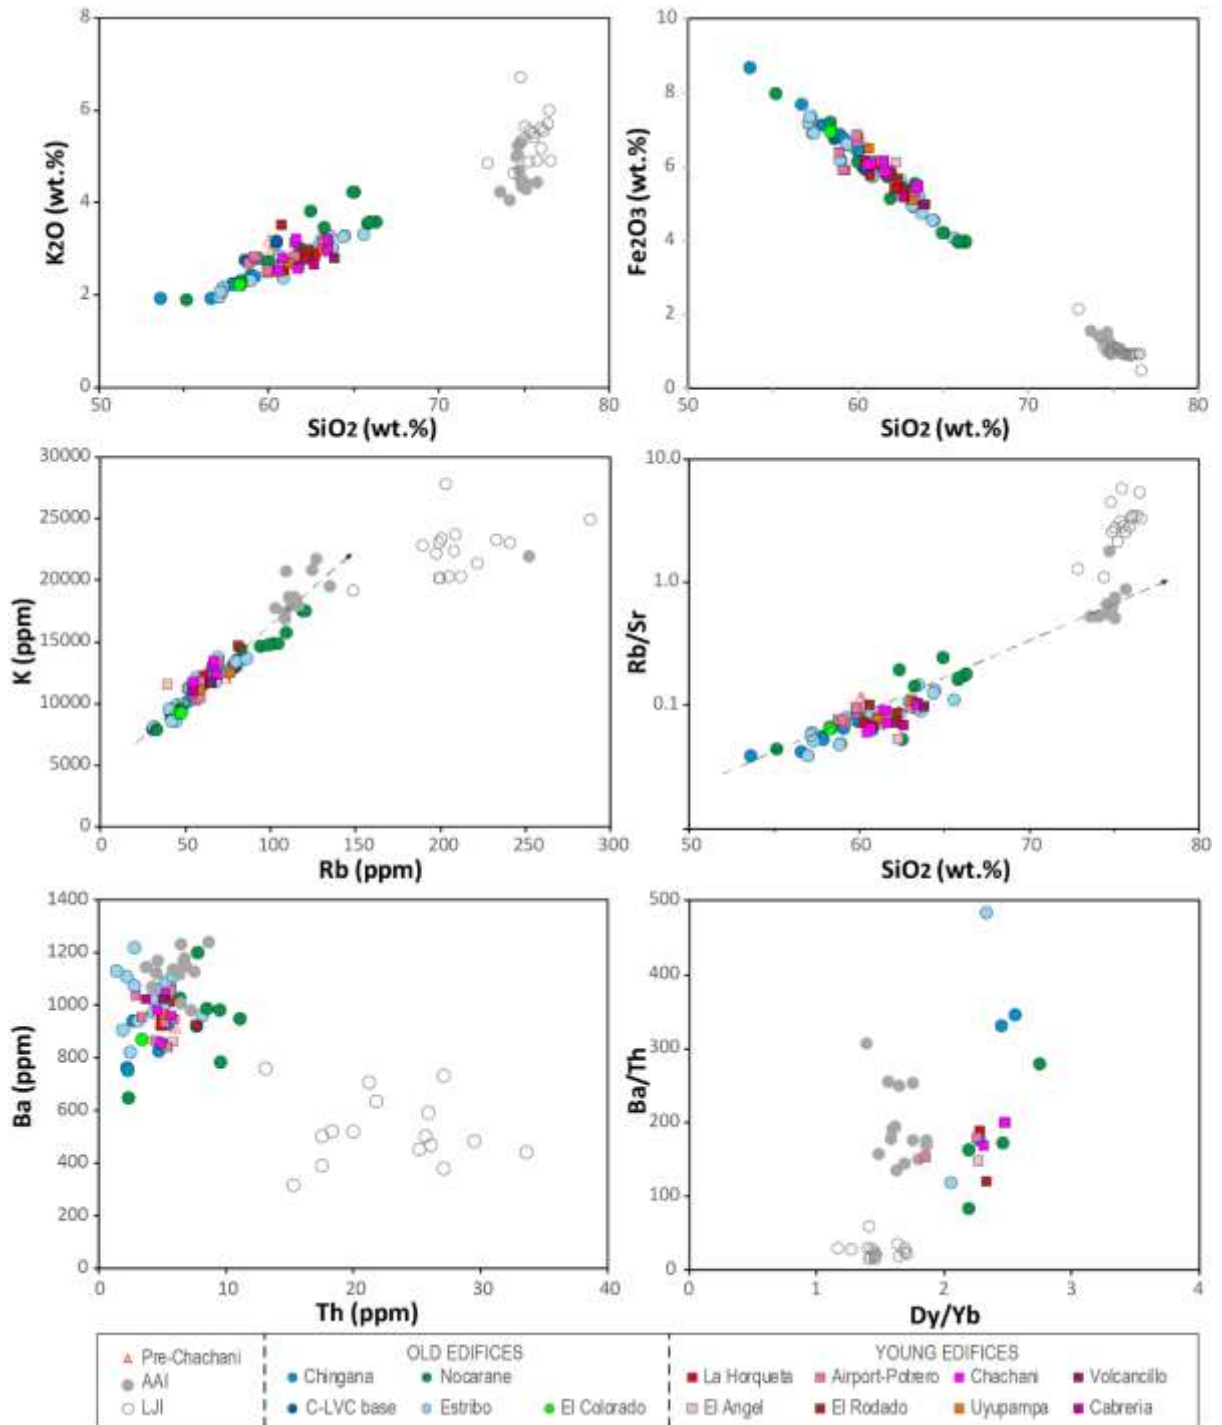 8
6
4
2
0
K2O (wt.%)
50
60
70
80
SiO2 (wt.%)
10
8
6
4
2
0
Fe2O3 (wt.%)
50
60
70
80
SiO2 (wt.%)
30000
25000
20000
15000
10000
5000
0
K (ppm)
0
50
100
150
200
250
300
Rb (ppm)
10.0
1.0
0.1
Rb/Sr
50
60
70
80
SiO2 (wt.%)
1400
1200
1000
800
600
400
200
0
Ba (ppm)
0
10
20
30
40
Th (ppm)
500
400
300
200
100
0
Ba/Th
1
2
3
4
Dy/Yb
Pre-Chachani
AAI
LJI
OLD EDIFICES
Chingana
Nocarane
C-LVC base
Estribo
El Colorado
YOUNG EDIFICES
La Horqueta
Airport-Potrero
Chachani
Volcancillo
El Angel
El Rodado
Uyupampa
Cabreria